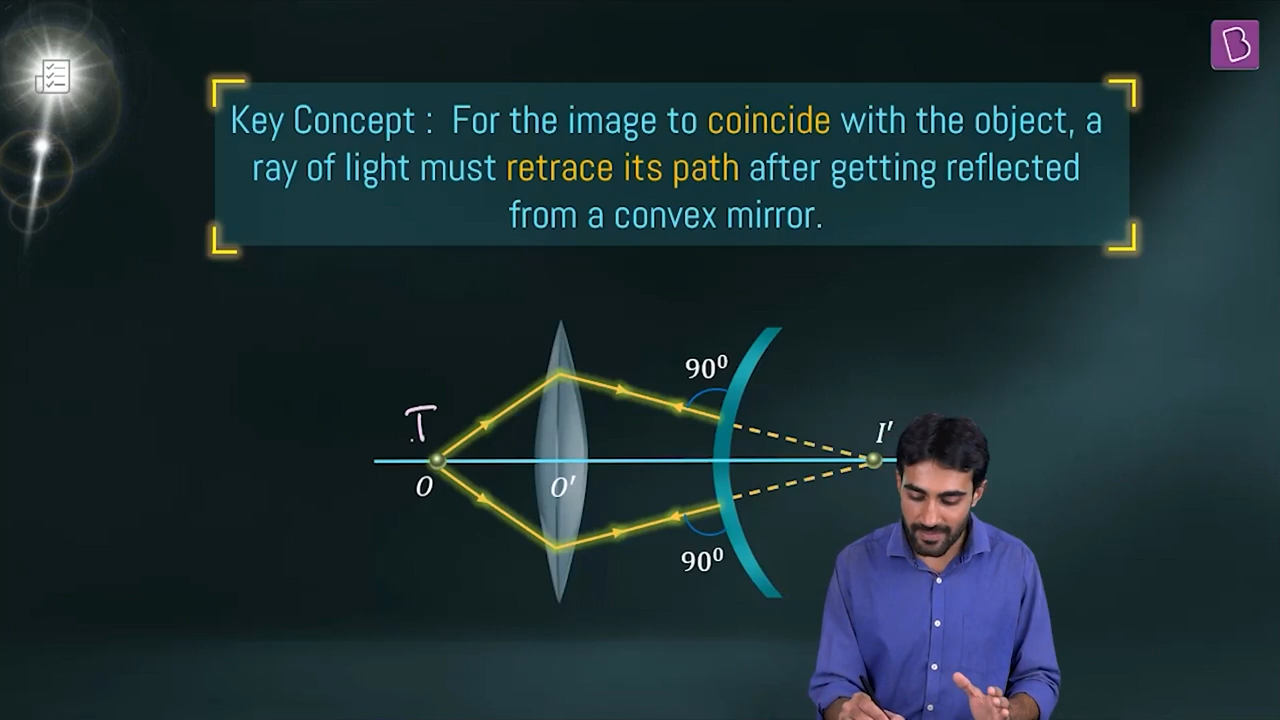 Key Concept : For the image to coincide with the object, a
ray of light must retrace its path after getting reflected
from a convex mirror.
90⁰
I
I'
O
O'
90⁰
B